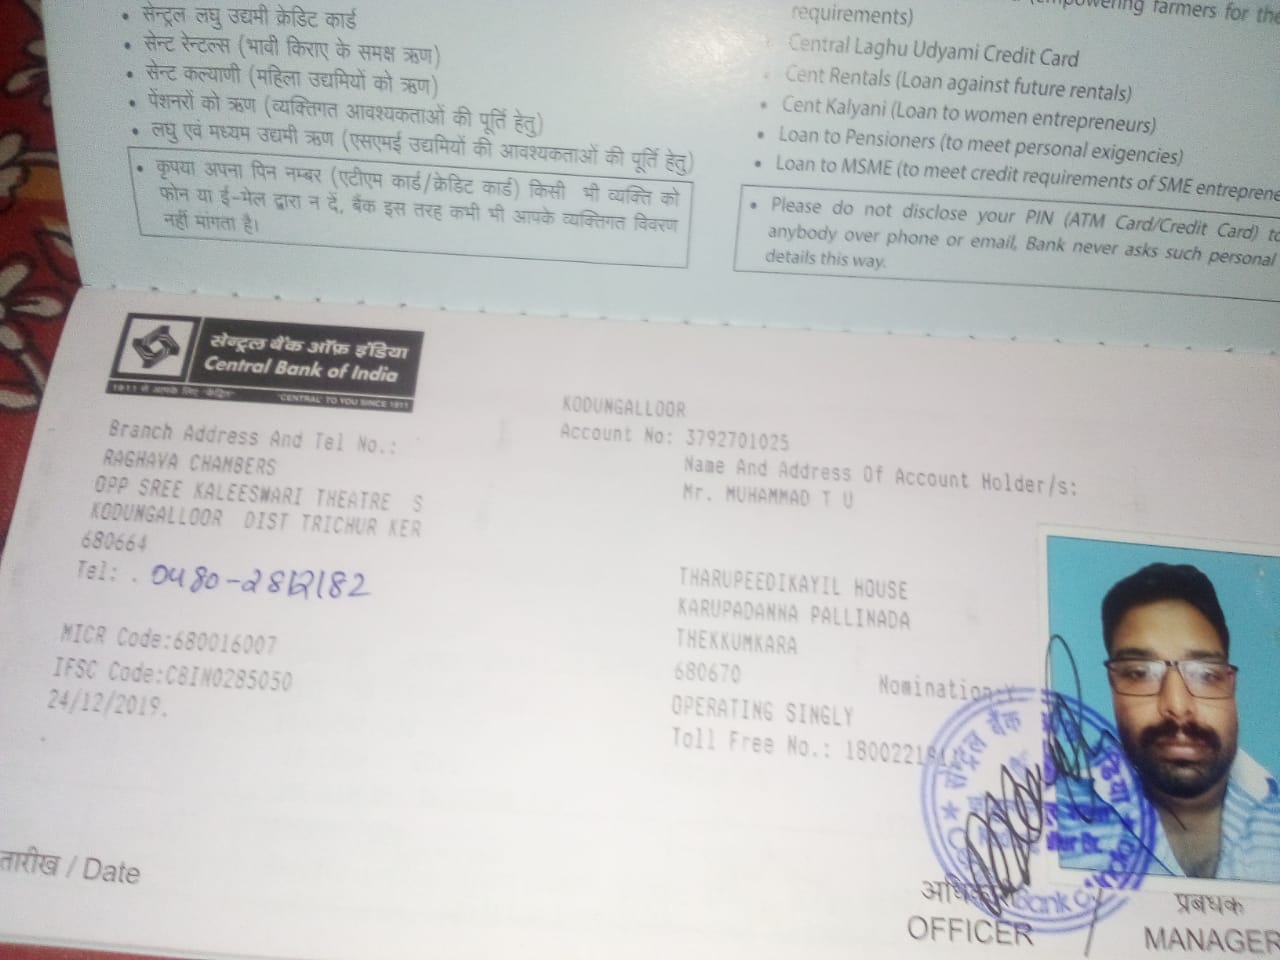 • सेन्ट्रल लघु उद्यमी क्रेडिट कार्ड
• सेन्ट रेन्टल्स (भावी किराए के समक्ष ऋण)
• सेन्ट कल्याणी (महिला उद्यमियों को ऋण)
• पेंशनरों को ऋण (व्यक्तिगत आवश्यकताओं की पूर्ति हेतु)
• लघु एवं मध्यम उद्यमी ऋण (एसएमई उद्यमियों की आवश्यकताओं की पूर्ति हेतु)
• कृपया अपना पिन नम्बर (एटीएम कार्ड/क्रेडिट कार्ड) किसी भी व्यक्ति को
फोन या ई-मेल द्वारा न दें, बैंक इस तरह कभी भी आपके व्यक्तिगत विवरण
नहीं मांगता है।
farmers for the
requirements)
• Central Laghu Udyami Credit Card
• Cent Rentals (Loan against future rentals)
• Cent Kalyani (Loan to women entrepreneurs)
• Loan to Pensioners (to meet personal exigencies)
• Loan to MSME (to meet credit requirements of SME
• Please do not disclose your PIN (ATM Card/Credit Card) to
anybody over phone or email, Bank never asks such personal
details this way.
सेन्ट्रल बैंक ऑफ़ इंडिया
Central Bank of India
1911 से आपके लिए "केंद्रित" "CENTRAL" TO YOU SINCE 1911
Branch Address And Tel No.:
RAGHAVA CHAMBERS
OPP SREE KALEESWARI THEATRE S
KODUNGALLOOR DIST TRICHUR KER
680664
Tel: . 0480-2812182
MICR Code:680016007
IFSC Code:CBIN0285050
24/12/2019.
KODUNGALLOOR
Account No: 3792701025
Name And Address Of Account Holder/s:
Mr. MUHAMMAD T U
THARUPEEDIKAYIL HOUSE
KARUPADANNA PALLINADA
THEKKUMKARA
680670 Nomination:Y
OPERATING SINGLY
Toll Free No.:
सेन्ट्रल बैंक
Bank
तारीख / Date
OFFICER
प्रबंधक
MANAGER